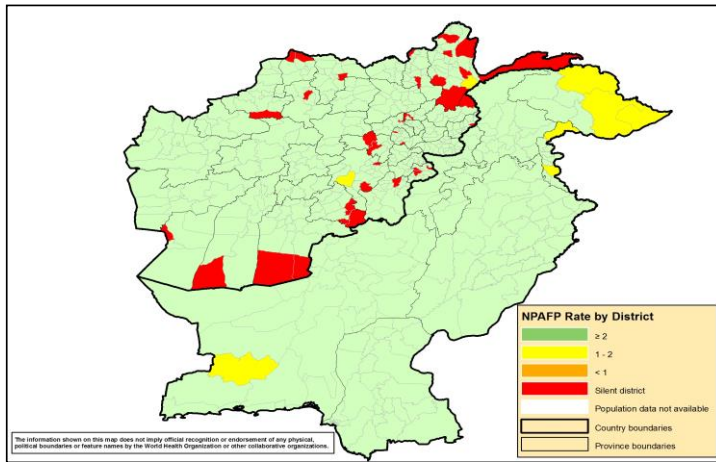 NPAFP Rate by District
≥ 2
1 - 2
< 1
Silent district
Population data not available
Country boundaries
Province boundaries
The information shown on this map does not imply official recognition or endorsement of any physical,
political boundaries or feature names by the World Health Organization or other collaborative organizations.